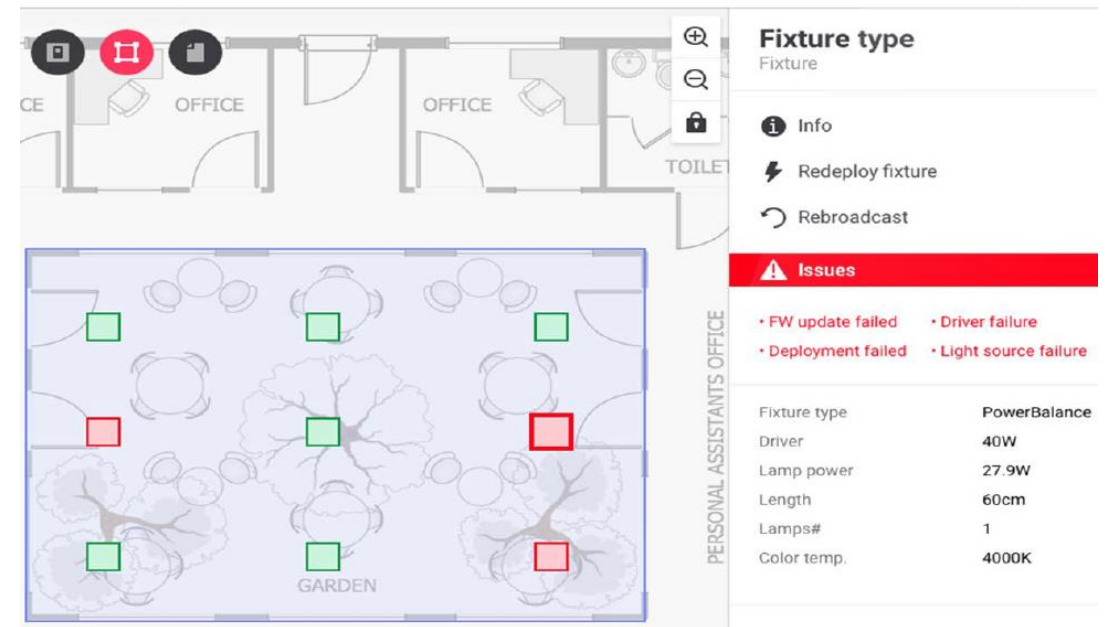 CE
OFFICE
OFFICE
TOILET
PERSONAL ASSISTANTS OFFICE
GARDEN
Fixture type
Fixture
Info
Redeploy fixture
Rebroadcast
Issues
• FW update failed • Driver failure
• Deployment failed • Light source failure
Fixture type PowerBalance
Driver 40W
Lamp power 27.9W
Length 60cm
Lamps# 1
Color temp. 4000K